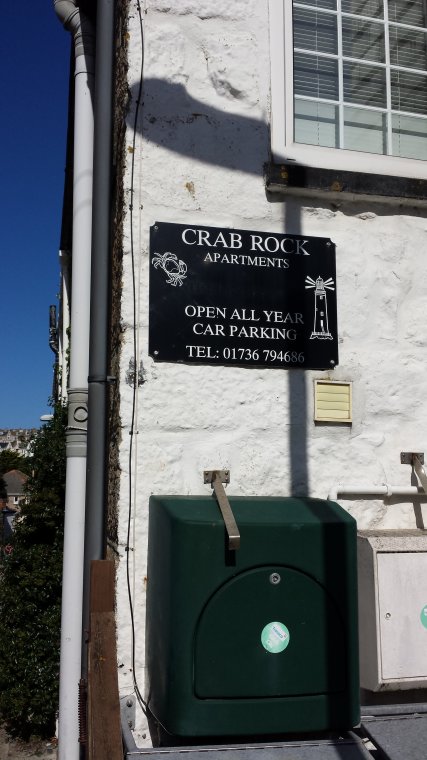 CRAB ROCK
APARTMENTS
OPEN ALL YEAR
CAR PARKING
TEL: 01736 794686